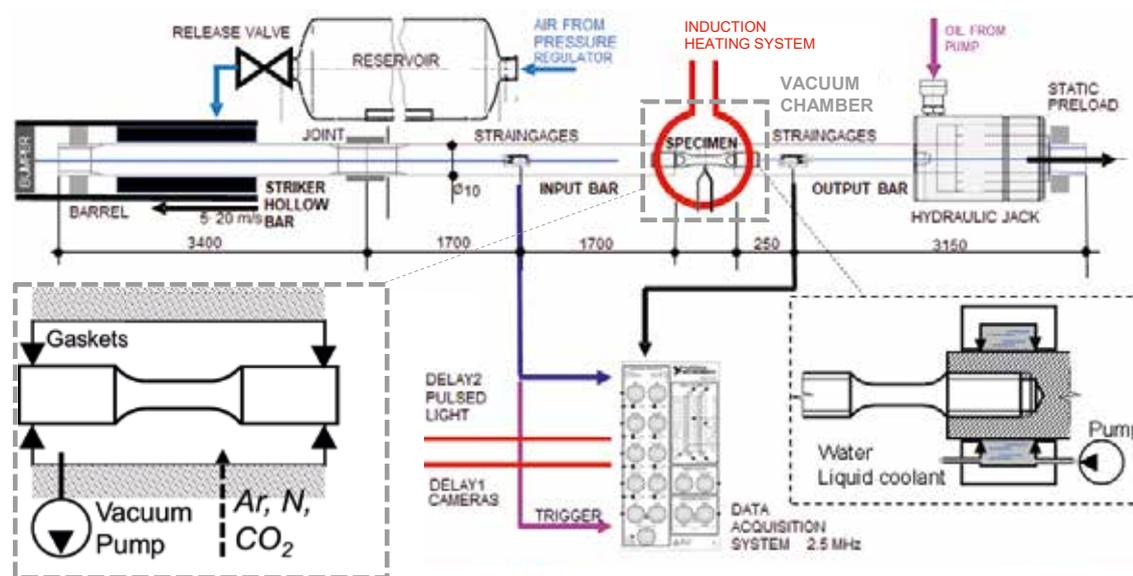 RELEASE VALVE
RESERVOIR
AIR FROM
PRESSURE
REGULATOR
INDUCTION
HEATING SYSTEM
OIL FROM
PUMP
VACUUM
CHAMBER
STATIC
PRELOAD
BUMPER
JOINT
STRAINGAGES
SPECIMEN
STRAINGAGES
STRIKER
HOLLOW
BAR
BARREL
5÷20 m/s
Ø10
INPUT BAR
OUTPUT BAR
HYDRAULIC JACK
3400
1700
1700
250
3150
Gaskets
Vacuum
Pump
Ar, N,
CO2
DELAY2
PULSED
LIGHT
DELAY1
CAMERAS
TRIGGER
DATA
ACQUISITION
SYSTEM 2.5 MHz
Water
Liquid coolant
Pump